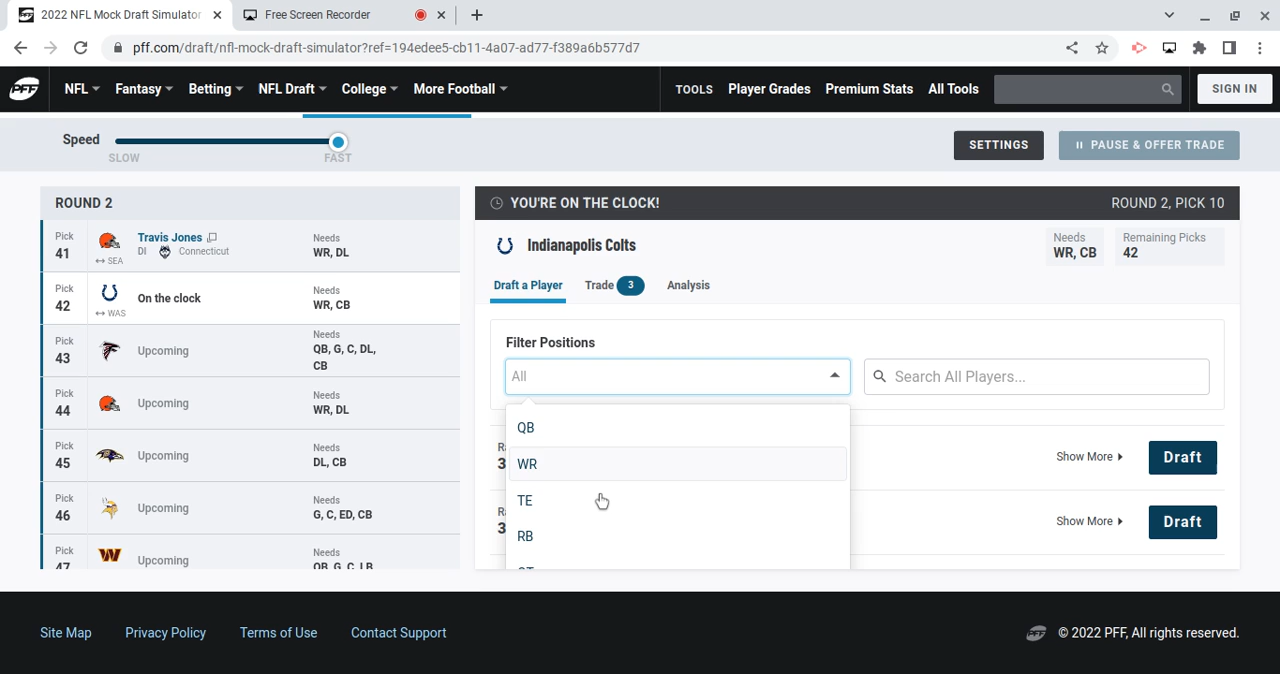 2022 NFL Mock Draft Simulator
Free Screen Recorder
pff.com/draft/nfl-mock-draft-simulator?ref=194edee5-cb11-4a07-ad77-f389a6b577d7
PFF
NFL
Fantasy
Betting
NFL Draft
College
More Football
TOOLS
Player Grades
Premium Stats
All Tools
SIGN IN
Speed
SLOW
FAST
SETTINGS
PAUSE & OFFER TRADE
ROUND 2
Pick
41
↔ SEA
Travis Jones
DI
Connecticut
Needs
WR, DL
Pick
42
↔ WAS
On the clock
Needs
WR, CB
Pick
43
Upcoming
Needs
QB, G, C, DL,
CB
Pick
44
Upcoming
Needs
WR, DL
Pick
45
Upcoming
Needs
DL, CB
Pick
46
Upcoming
Needs
G, C, ED, CB
Pick
47
Upcoming
Needs
QB, G, C, LB
YOU'RE ON THE CLOCK!
ROUND 2, PICK 10
Indianapolis Colts
Needs
WR, CB
Remaining Picks
42
Draft a Player
Trade
3
Analysis
Filter Positions
All
Search All Players...
QB
WR
TE
RB
Show More
Draft
Show More
Draft
Site Map
Privacy Policy
Terms of Use
Contact Support
PFF
© 2022 PFF, All rights reserved.